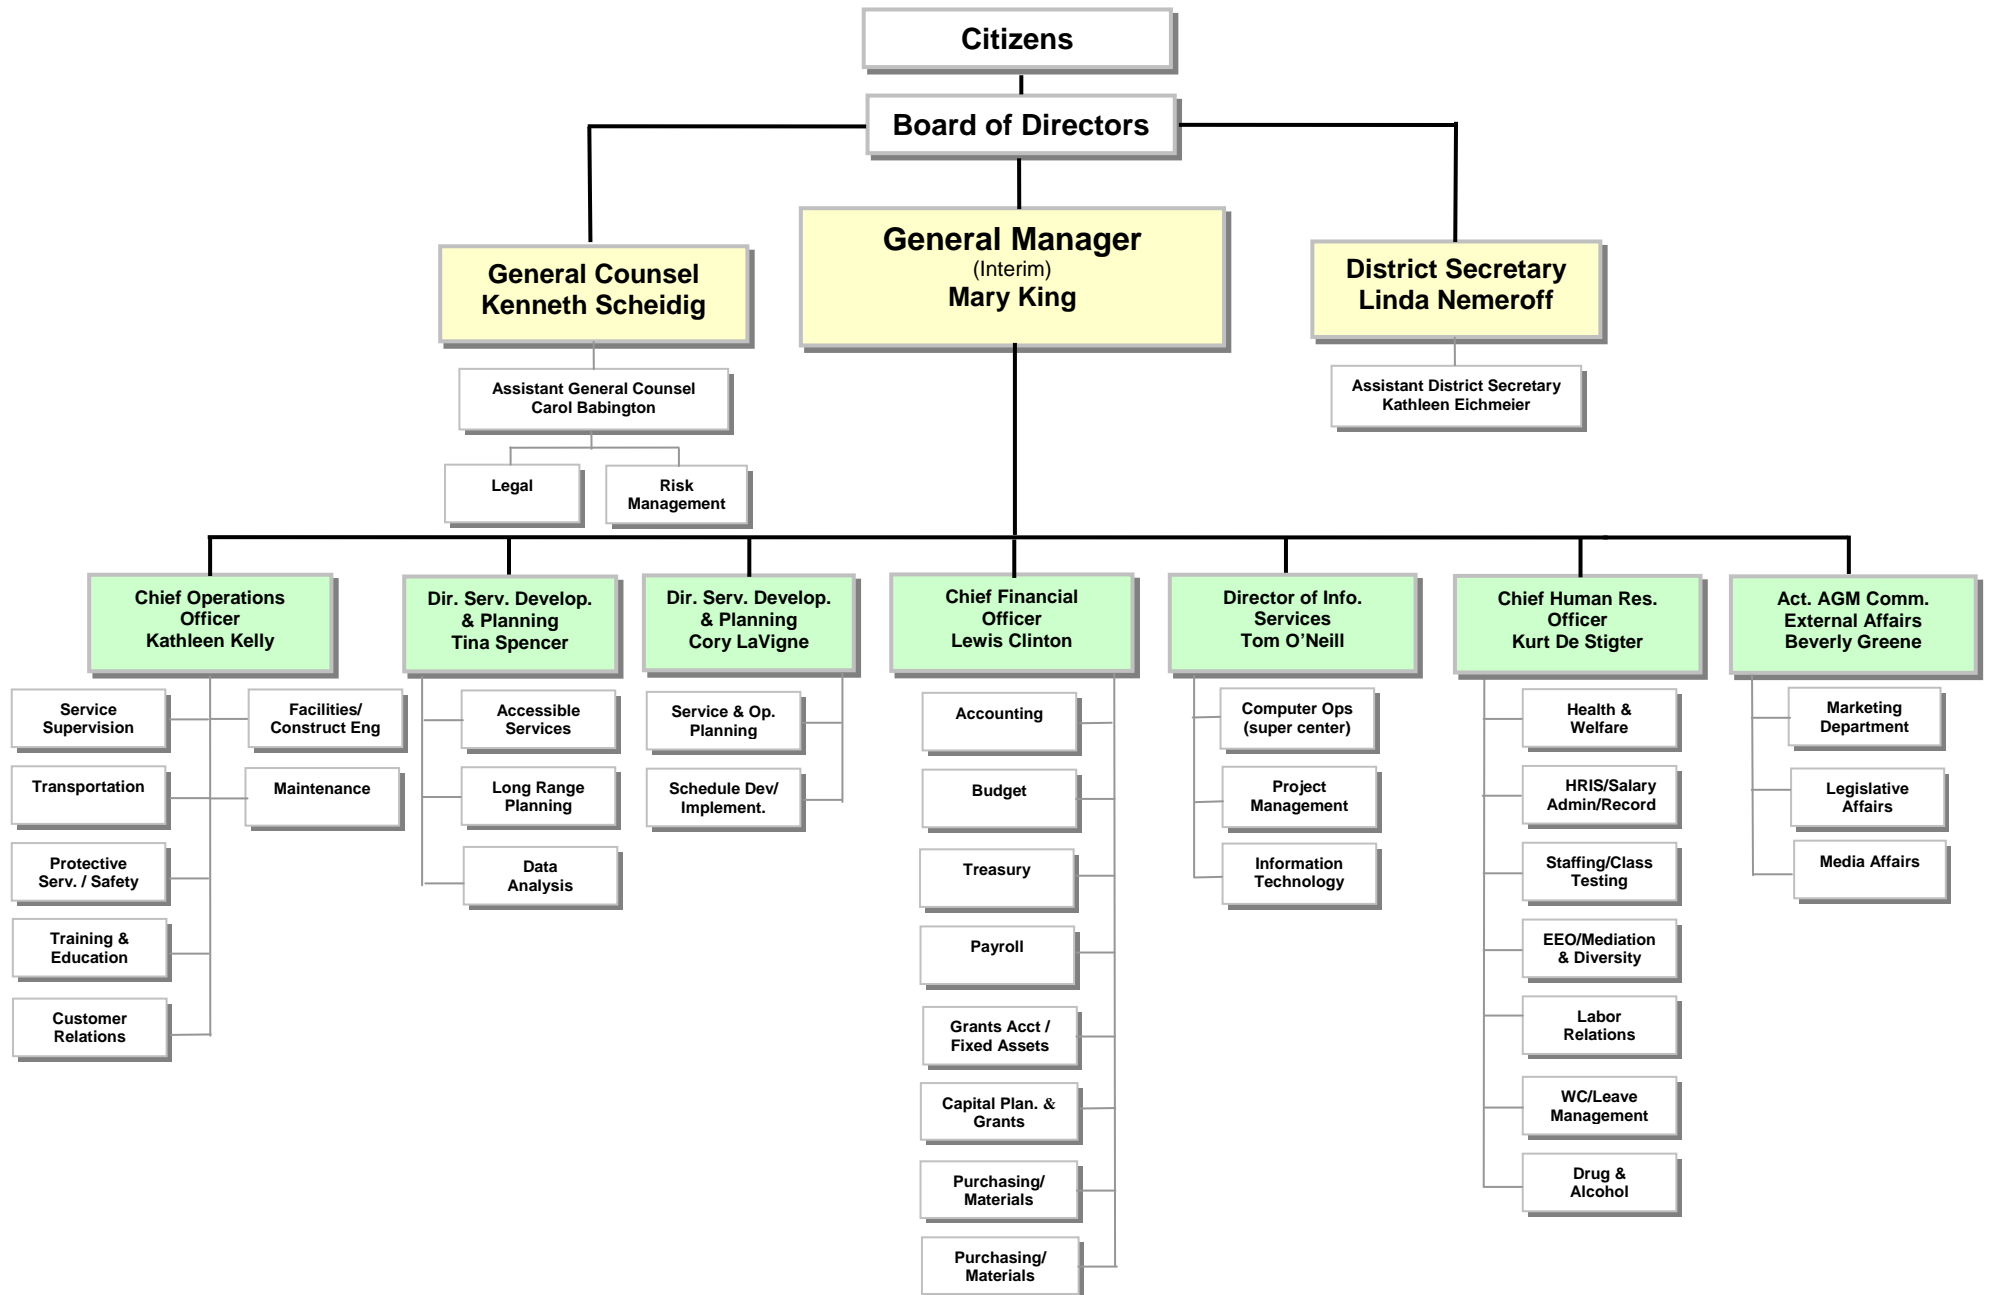 Citizens
Board of Directors
General Manager
(Interim)
Mary King
General Counsel
Kenneth Scheidig
District Secretary
Linda Nemeroff
Assistant General Counsel
Carol Babington
Assistant District Secretary
Kathleen Eichmeier
Legal
Risk
Management
Chief Operations
Officer
Kathleen Kelly
Service
Supervision
Facilities/
Construct Eng
Transportation
Maintenance
Protective
Serv. / Safety
Training &
Education
Customer
Relations
Dir. Serv. Develop.
& Planning
Tina Spencer
Accessible
Services
Long Range
Planning
Data
Analysis
Dir. Serv. Develop.
& Planning
Cory LaVigne
Service & Op.
Planning
Schedule Dev/
Implement.
Chief Financial
Officer
Lewis Clinton
Accounting
Budget
Treasury
Payroll
Grants Acct /
Fixed Assets
Capital Plan. &
Grants
Purchasing/
Materials
Purchasing/
Materials
Director of Info.
Services
Tom O’Neill
Computer Ops
(super center)
Project
Management
Information
Technology
Chief Human Res.
Officer
Kurt De Stigter
Health &
Welfare
HRIS/Salary
Admin/Record
Staffing/Class
Testing
EEO/Mediation
& Diversity
Labor
Relations
WC/Leave
Management
Drug &
Alcohol
Act. AGM Comm.
External Affairs
Beverly Greene
Marketing
Department
Legislative
Affairs
Media Affairs